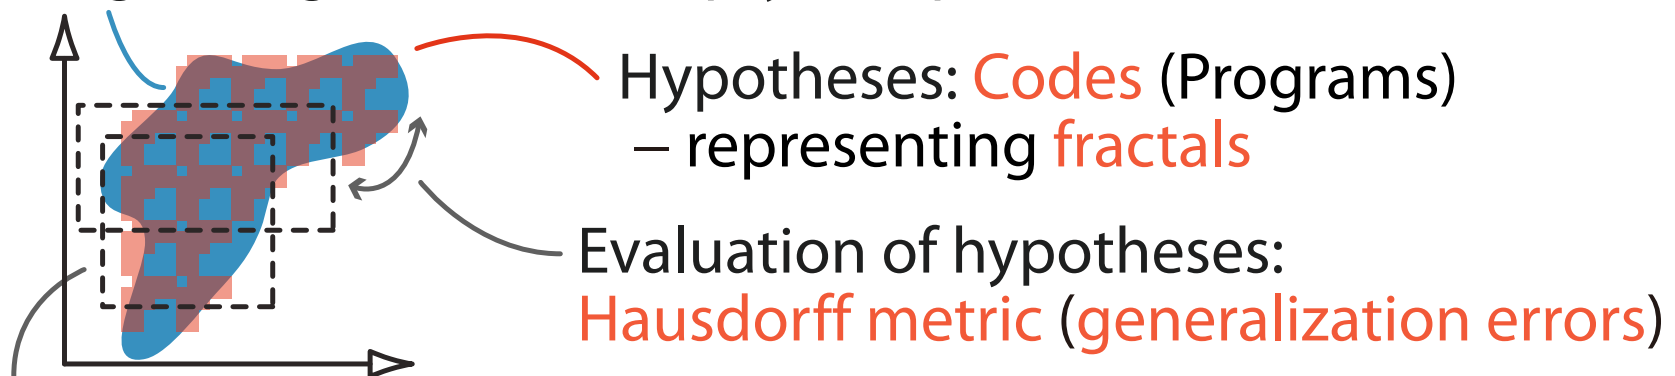 Hypotheses: Codes (Programs)
– representing fractals
Evaluation of hypotheses:
Hausdorff metric (generalization errors)